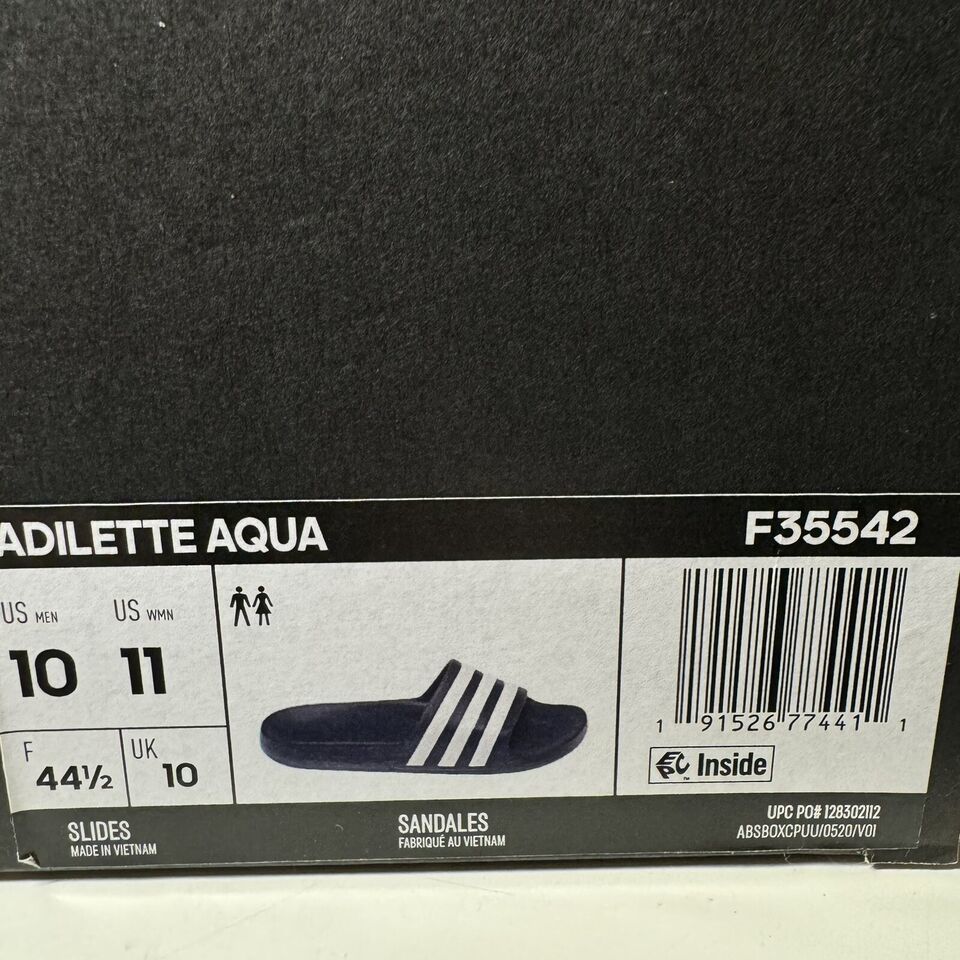 ADILETTE AQUA F35542
US MEN US WMN
10 11
F UK
44½ 10
1 91526 77441 1
EPC™ Inside
SLIDES
MADE IN VIETNAM
SANDALES
FABRIQUÉ AU VIETNAM
UPC PO# 128302112
ABSBOXCPUU/0520/V01